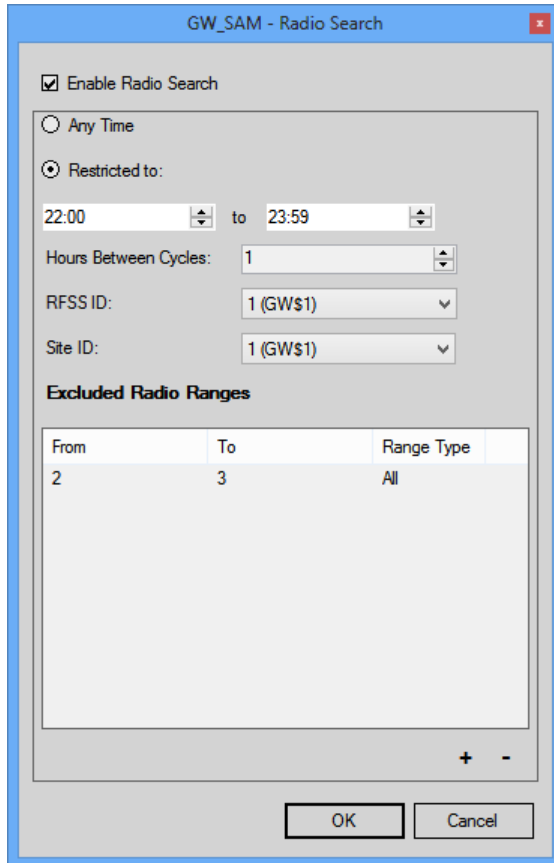 GW_SAM - Radio Search
x
Enable Radio Search
Any Time
Restricted to:
22:00 to 23:59
Hours Between Cycles: 1
RFSS ID: 1 (GW$1)
Site ID: 1 (GW$1)
Excluded Radio Ranges
From To Range Type
2 3 All
+ -
OK Cancel